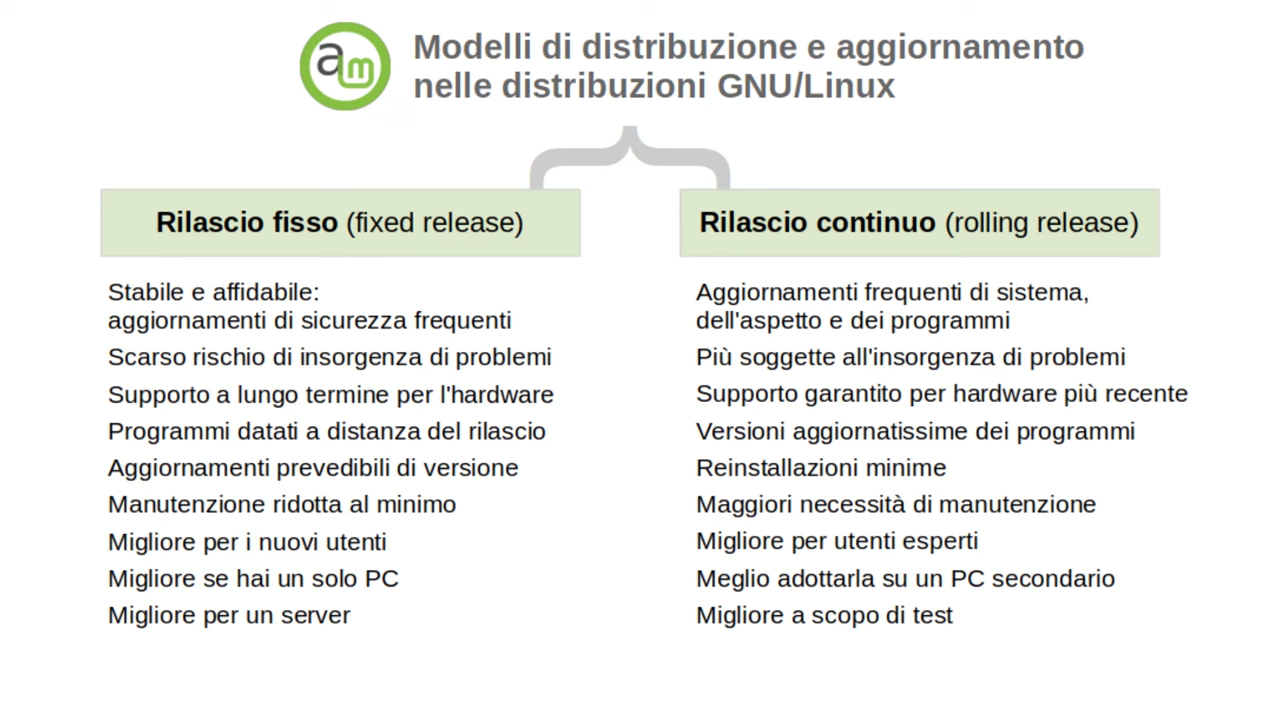 am
Modelli di distribuzione e aggiornamento
nelle distribuzioni GNU/Linux
Rilascio fisso (fixed release)
Stabile e affidabile:
aggiornamenti di sicurezza frequenti
Scarso rischio di insorgenza di problemi
Supporto a lungo termine per l'hardware
Programmi datati a distanza del rilascio
Aggiornamenti prevedibili di versione
Manutenzione ridotta al minimo
Migliore per i nuovi utenti
Migliore se hai un solo PC
Migliore per un server
Rilascio continuo (rolling release)
Aggiornamenti frequenti di sistema,
dell'aspetto e dei programmi
Più soggette all'insorgenza di problemi
Supporto garantito per hardware più recente
Versioni aggiornatissime dei programmi
Reinstallazioni minime
Maggiori necessità di manutenzione
Migliore per utenti esperti
Meglio adottarla su un PC secondario
Migliore a scopo di test